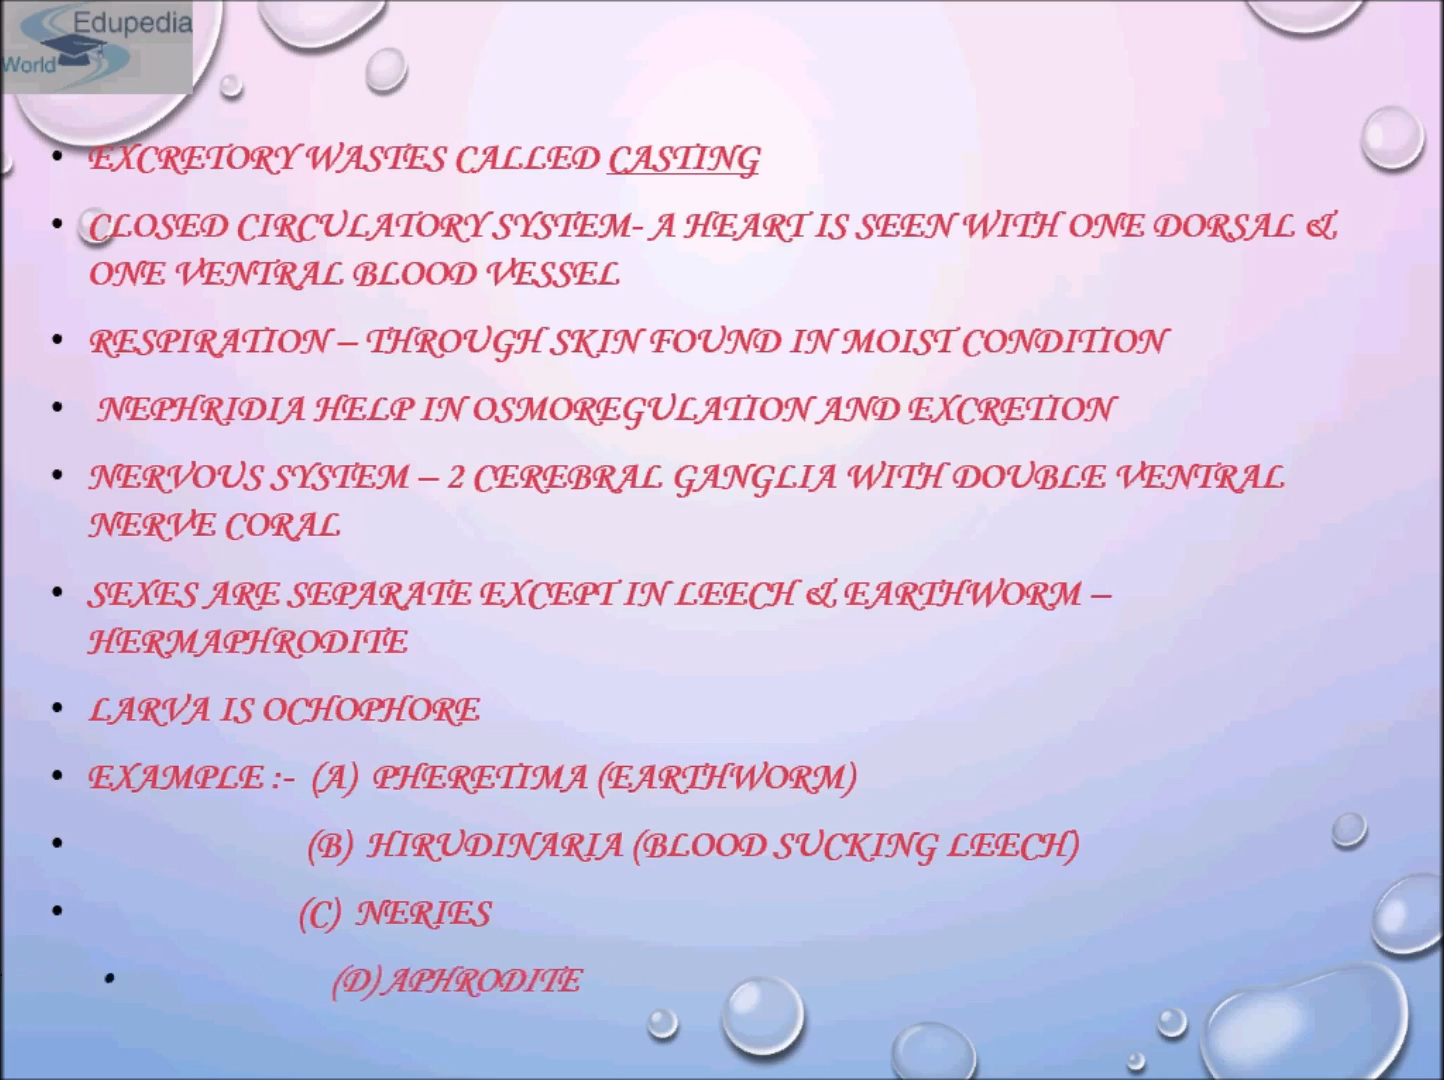 Edupedia
World
• EXCRETORY WASTES CALLED CASTING
• CLOSED CIRCULATORY SYSTEM- A HEART IS SEEN WITH ONE DORSAL &
ONE VENTRAL BLOOD VESSEL
• RESPIRATION – THROUGH SKIN FOUND IN MOIST CONDITION
• NEPHRIDIA HELP IN OSMOREGULATION AND EXCRETION
• NERVOUS SYSTEM – 2 CEREBRAL GANGLIA WITH DOUBLE VENTRAL
NERVE CORAL
• SEXES ARE SEPARATE EXCEPT IN LEECH & EARTHWORM –
HERMAPHRODITE
• LARVA IS OCHOPHORE
• EXAMPLE :- (A) PHERETIMA (EARTHWORM)
• (B) HIRUDINARIA (BLOOD SUCKING LEECH)
• (C) NERIES
• (D) APHRODITE